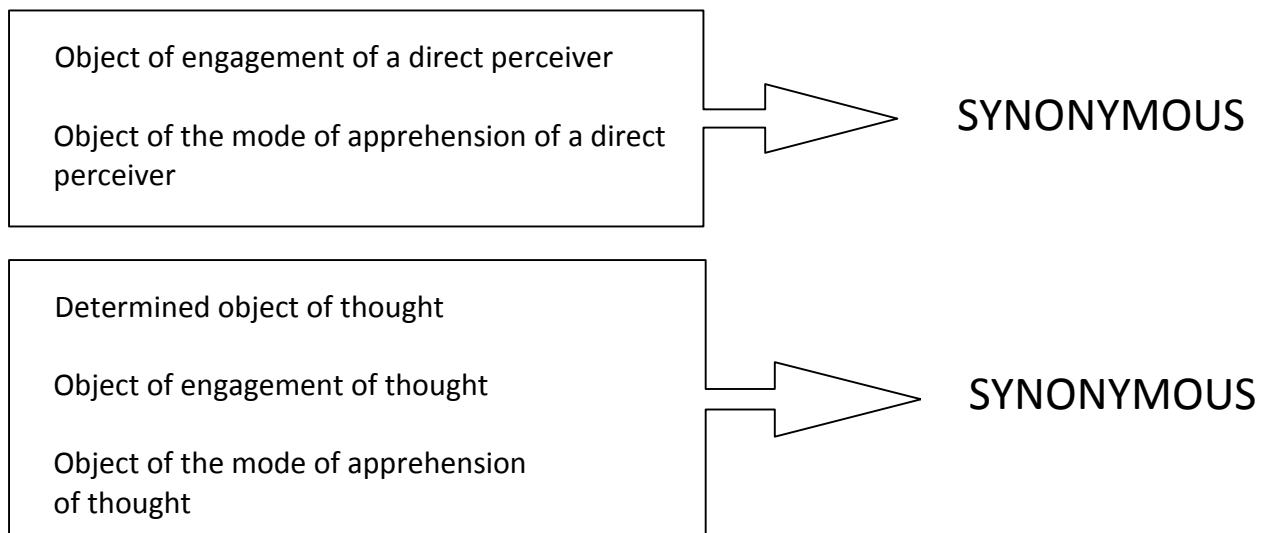 Object of engagement of a direct perceiver
Object of the mode of apprehension of a direct
perceiver
SYNONYMOUS
Determined object of thought
Object of engagement of thought
Object of the mode of apprehension
of thought
SYNONYMOUS